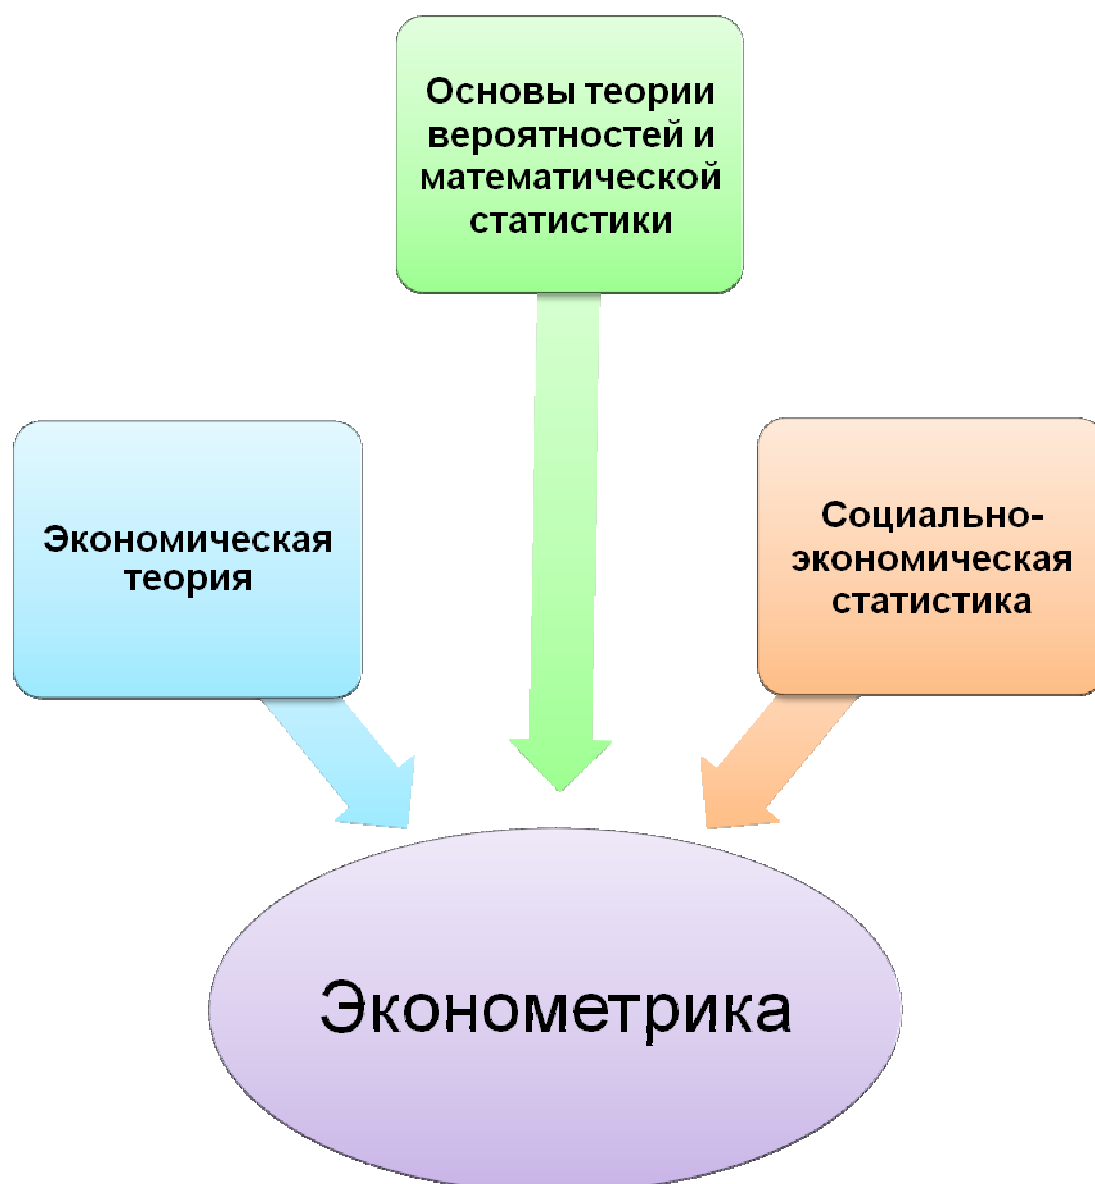 Основы теории
вероятностей и
математической
статистики
Экономическая
теория
Социально-
экономическая
статистика
Эконометрика